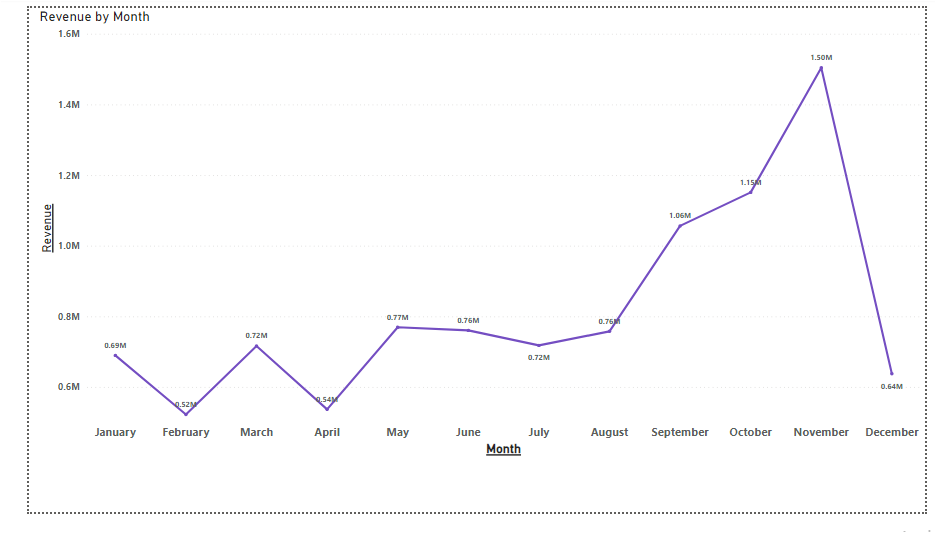 Revenue by Month
1.6M
1.4M
1.2M
1.0M
0.8M
0.6M
Revenue
0.69M
0.52M
0.72M
0.54M
0.77M
0.76M
0.72M
0.76M
1.06M
1.15M
1.50M
0.64M
January February March April May June July August September October November December
Month